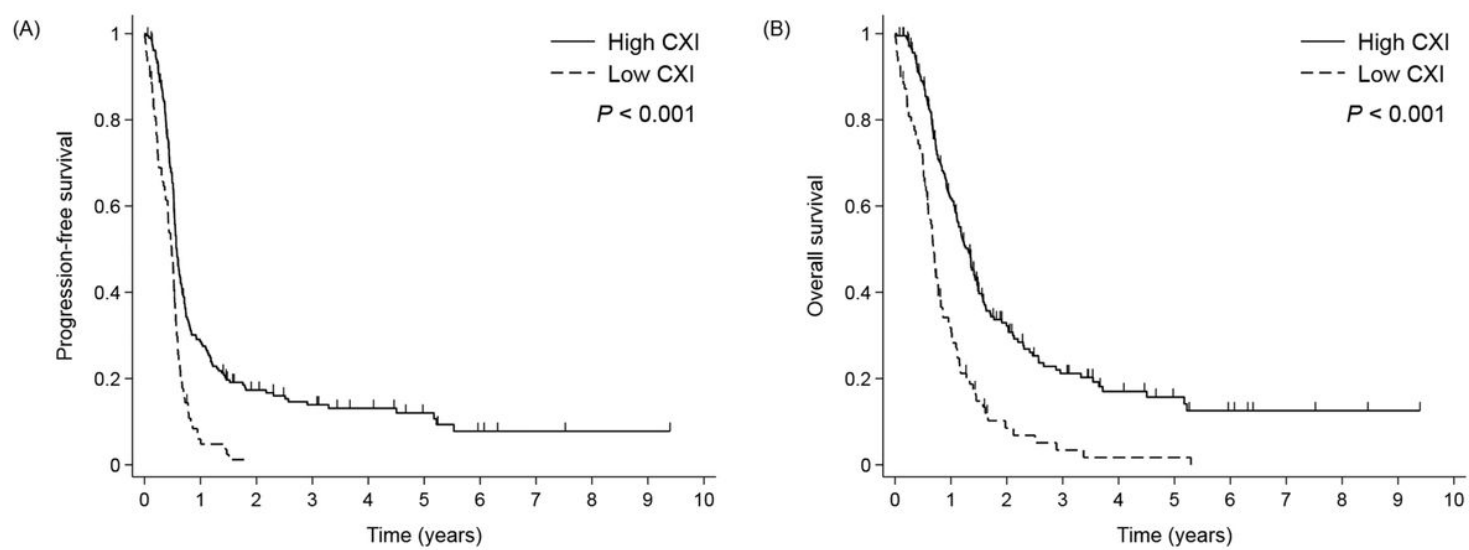 (A)
High CXI
Low CXI
P < 0.001
Progression-free survival
1
0.8
0.6
0.4
0.2
0
0 1 2 3 4 5 6 7 8 9 10
Time (years)
(B)
High CXI
Low CXI
P < 0.001
Overall survival
1
0.8
0.6
0.4
0.2
0
0 1 2 3 4 5 6 7 8 9 10
Time (years)